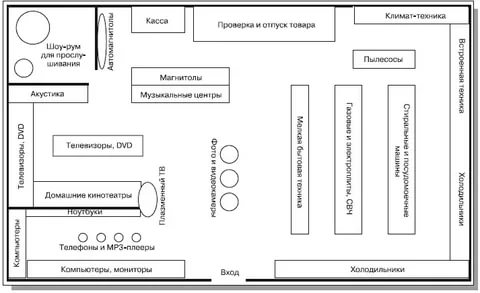 Касса
Проверка и отпуск товара
Климат-техника
Шоу-рум
для прослу-
шивания
Автомагнитолы
Пылесосы
Встроенная техника
Магнитолы
Музыкальные центры
Акустика
Телевизоры, DVD
Телевизоры, DVD
Домашние кинотеатры
Плазменный ТВ
Фото и видеокамеры
Мелкая бытовая техника
Газовые и электроплиты, СВЧ
Стиральные и посудомоечные
машины
Холодильники
Ноутбуки
Компьютеры
Телефоны и MP3-плееры
Компьютеры, мониторы
Вход
Холодильники